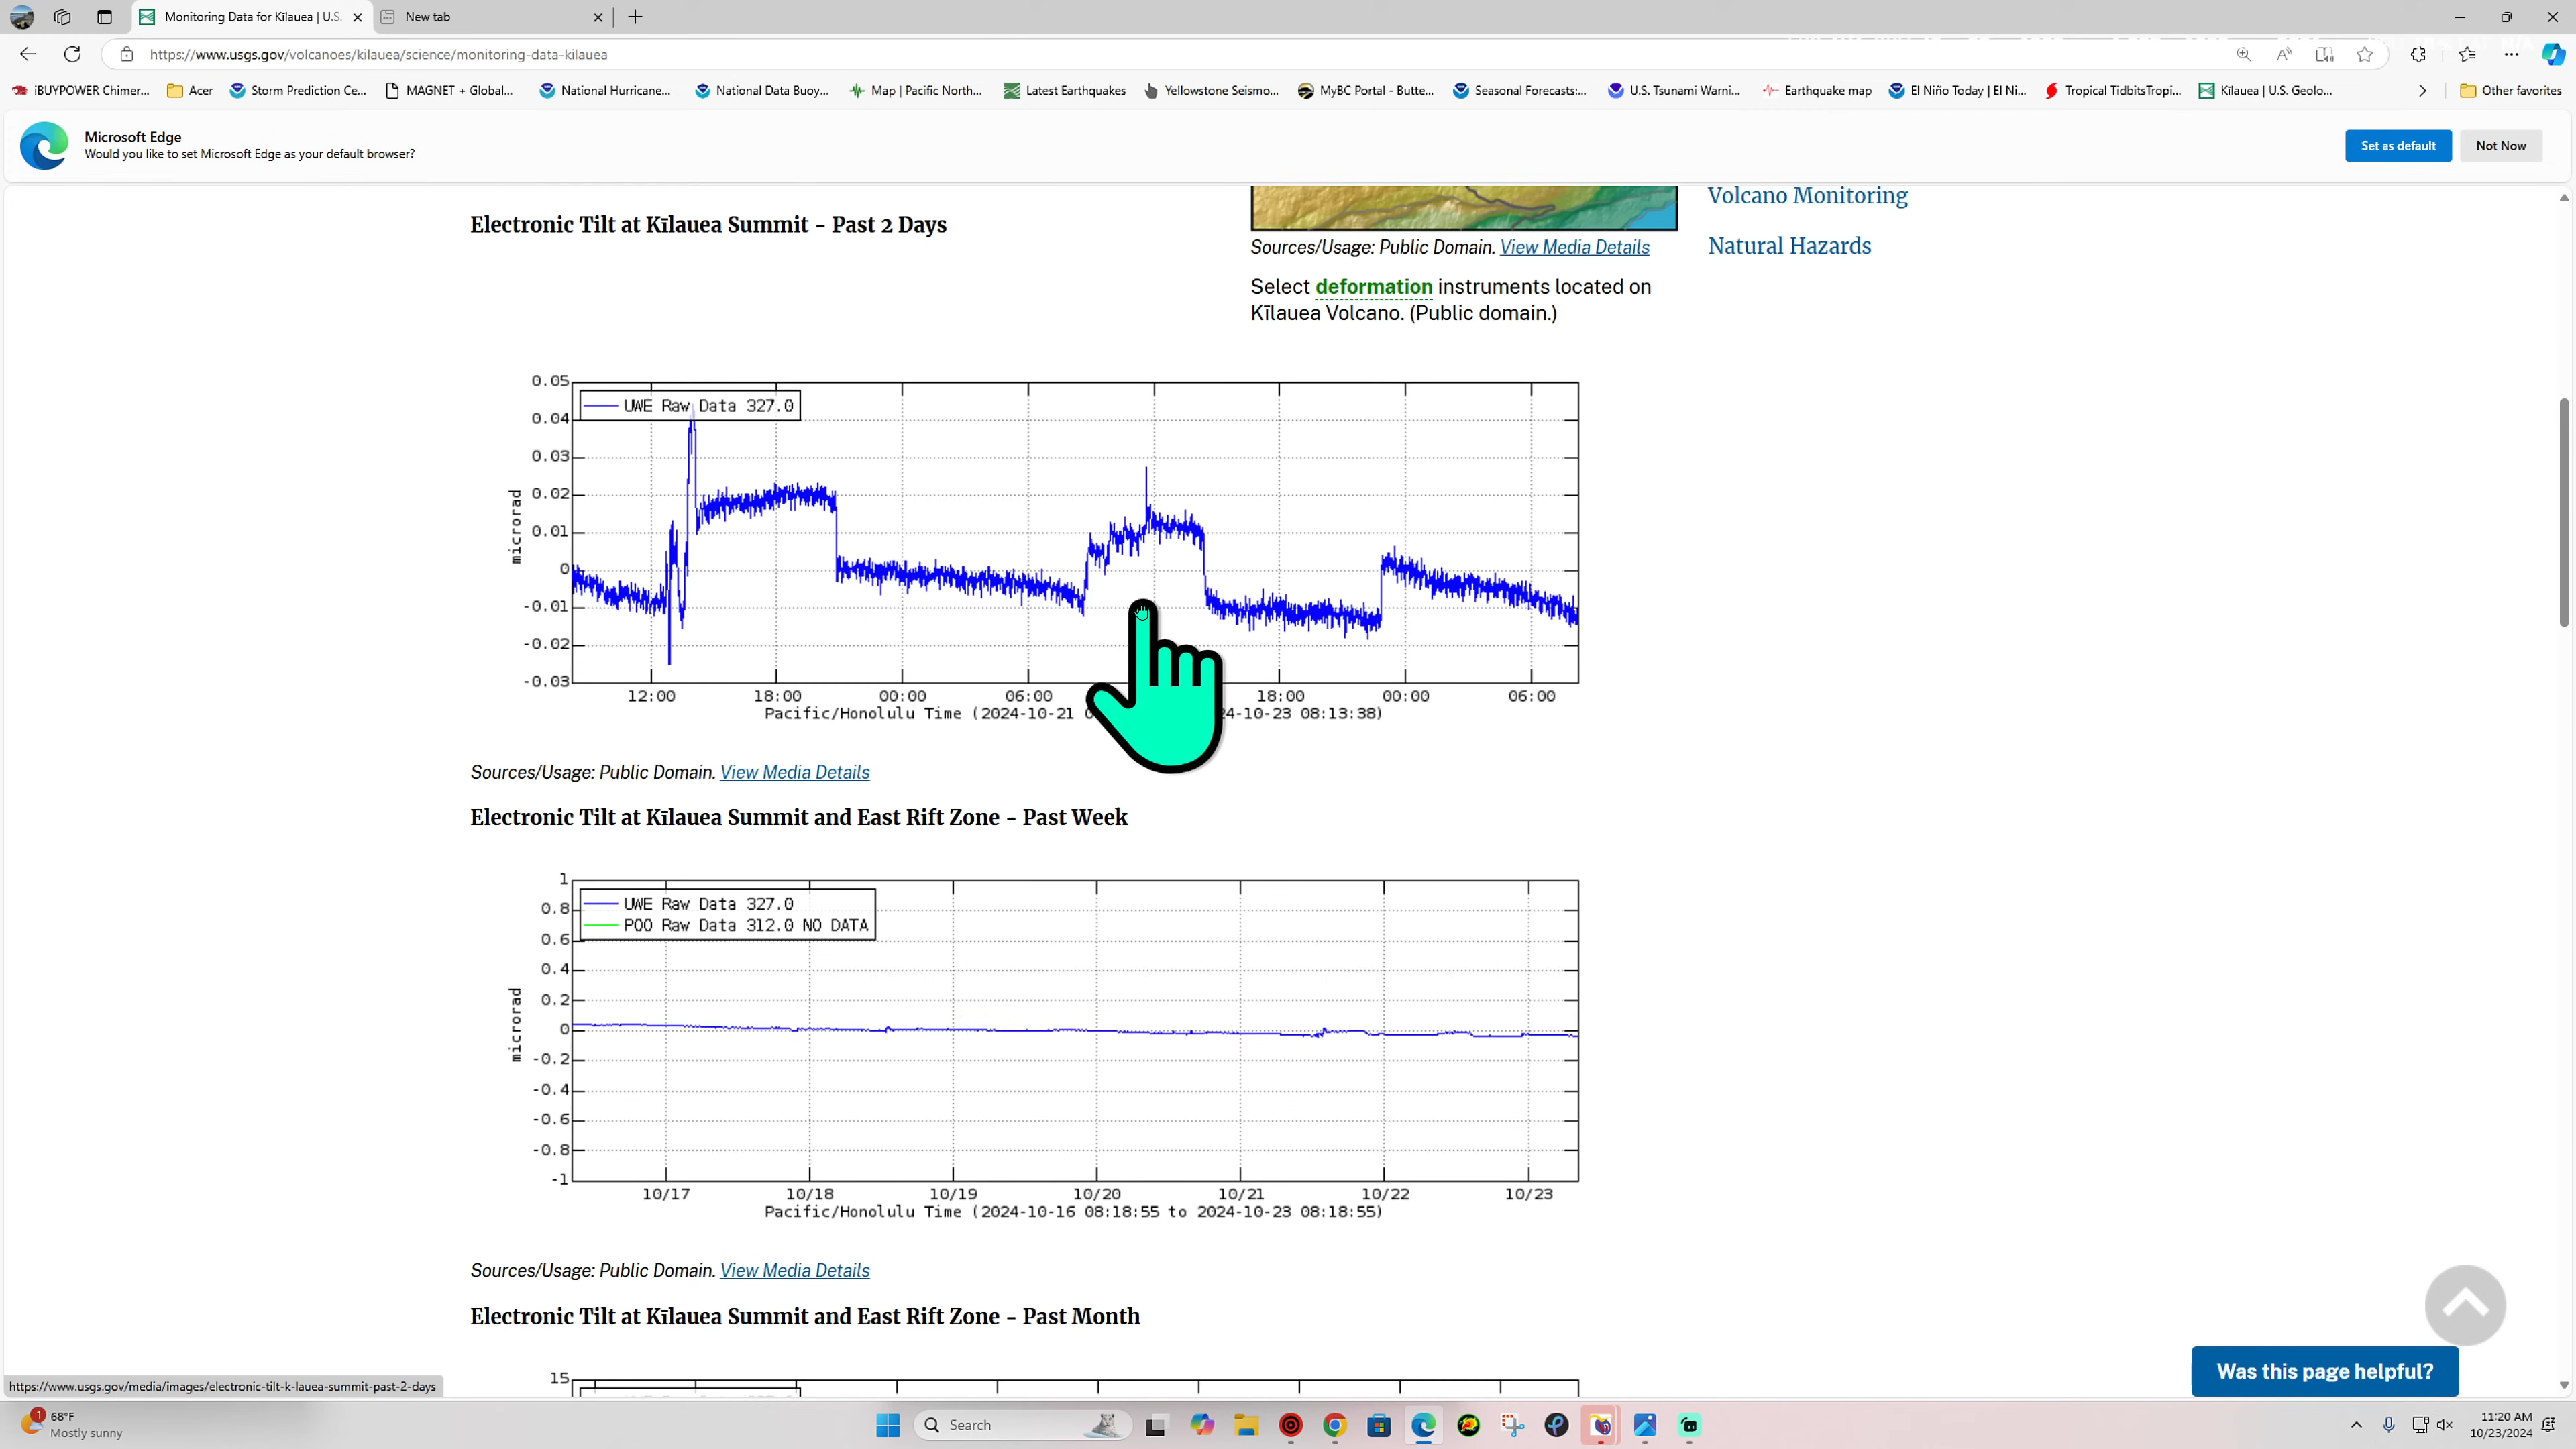 Monitoring Data for Kīlauea | U.S.
New tab
https://www.usgs.gov/volcanoes/kilauea/science/monitoring-data-kilauea
iBUYPOWER Chimer...
Acer
Storm Prediction Ce...
MAGNET + Global...
National Hurricane...
National Data Buoy...
Map | Pacific North...
Latest Earthquakes
Yellowstone Seismo...
MyBC Portal - Butte...
Seasonal Forecasts:...
U.S. Tsunami Warni...
Earthquake map
El Niño Today | El Ni...
Tropical TidbitsTropi...
Kīlauea | U.S. Geolo...
Other favorites
Microsoft Edge
Would you like to set Microsoft Edge as your default browser?
Set as default
Not Now
Electronic Tilt at Kīlauea Summit - Past 2 Days
Sources/Usage: Public Domain. View Media Details
Select deformation instruments located on
Kīlauea Volcano. (Public domain.)
Volcano Monitoring
Natural Hazards
UWE Raw Data 327.0
0.05
0.04
0.03
0.02
0.01
0
-0.01
-0.02
-0.03
microrad
12:00
18:00
00:00
06:00
18:00
00:00
06:00
Pacific/Honolulu Time (2024-10-21 24-10-23 08:13:38)
Sources/Usage: Public Domain. View Media Details
Electronic Tilt at Kīlauea Summit and East Rift Zone - Past Week
UWE Raw Data 327.0
POO Raw Data 312.0 NO DATA
1
0.8
0.6
0.4
0.2
0
-0.2
-0.4
-0.6
-0.8
-1
microrad
10/17
10/18
10/19
10/20
10/21
10/22
10/23
Pacific/Honolulu Time (2024-10-16 08:18:55 to 2024-10-23 08:18:55)
Sources/Usage: Public Domain. View Media Details
Electronic Tilt at Kīlauea Summit and East Rift Zone - Past Month
15
Was this page helpful?
https://www.usgs.gov/media/images/electronic-tilt-k-lauea-summit-past-2-days
1
68°F
Mostly sunny
Search
11:20 AM
10/23/2024